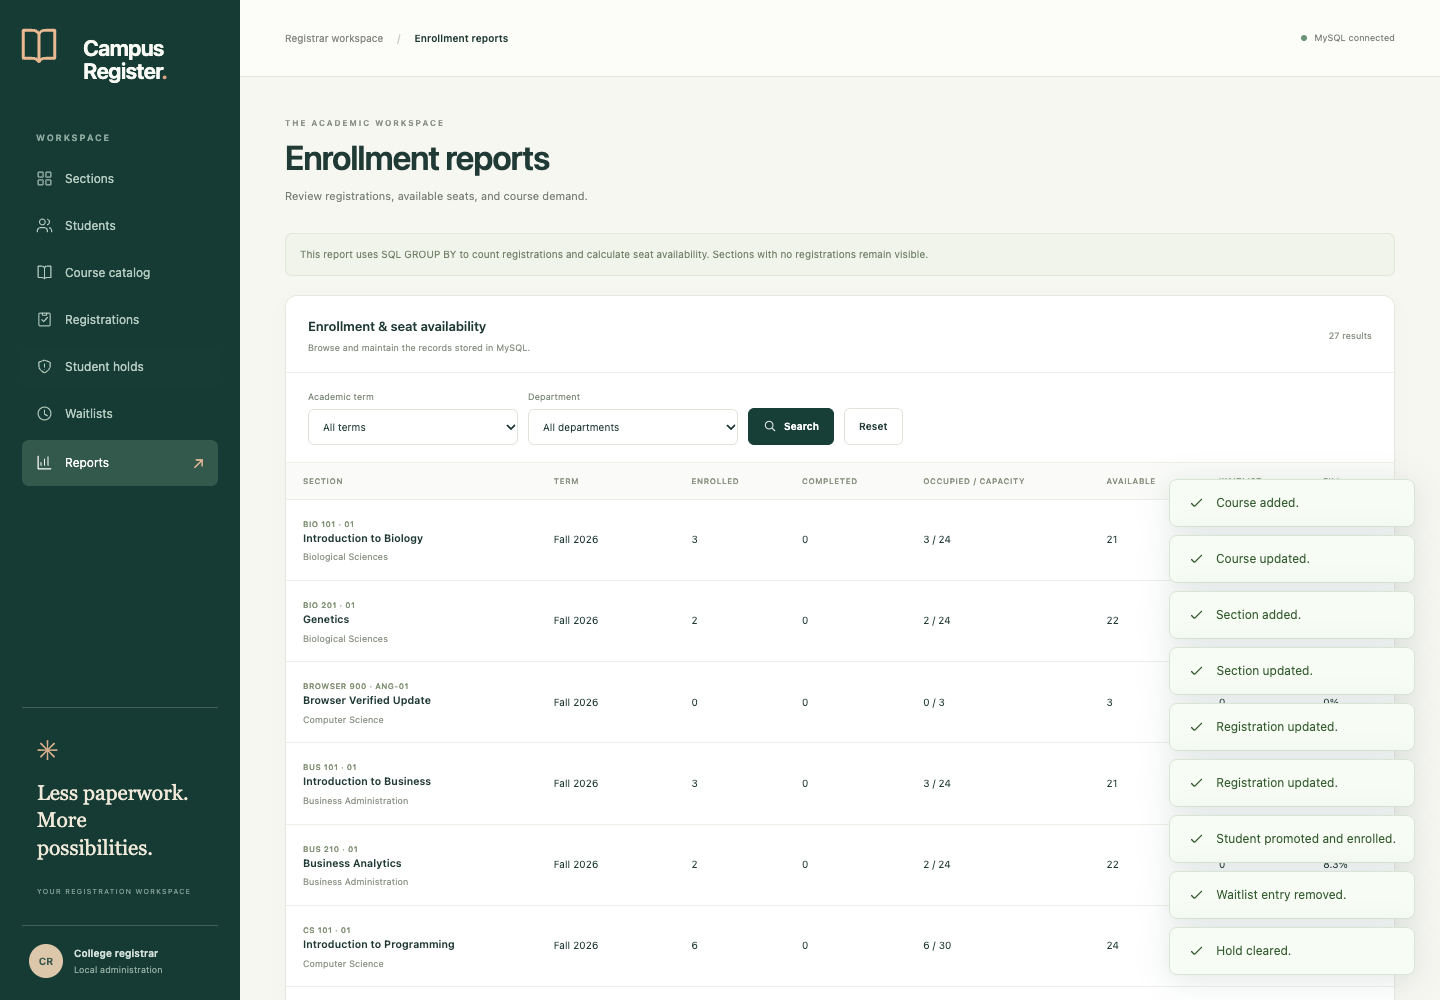 Campus
Register.
WORKSPACE
Sections
Students
Course catalog
Registrations
Student holds
Waitlists
Reports
Less paperwork.
More
possibilities.
YOUR REGISTRATION WORKSPACE
CR
College registrar
Local administration
Registrar workspace / Enrollment reports
MySQL connected
THE ACADEMIC WORKSPACE
Enrollment reports
Review registrations, available seats, and course demand.
This report uses SQL GROUP BY to count registrations and calculate seat availability. Sections with no registrations remain visible.
Enrollment & seat availability
Browse and maintain the records stored in MySQL.
27 results
Academic term
Department
All terms
All departments
Search
Reset
SECTION TERM ENROLLED COMPLETED OCCUPIED / CAPACITY AVAILABLE
BIO 101 · 01
Introduction to Biology
Biological Sciences
Fall 2026 3 0 3 / 24 21
BIO 201 · 01
Genetics
Biological Sciences
Fall 2026 2 0 2 / 24 22
BROWSER 900 · ANG-01
Browser Verified Update
Computer Science
Fall 2026 0 0 0 / 3 3 0 0%
BUS 101 · 01
Introduction to Business
Business Administration
Fall 2026 3 0 3 / 24 21
BUS 210 · 01
Business Analytics
Business Administration
Fall 2026 2 0 2 / 24 22 0 8.3%
CS 101 · 01
Introduction to Programming
Computer Science
Fall 2026 6 0 6 / 30 24
Course added.
Course updated.
Section added.
Section updated.
Registration updated.
Registration updated.
Student promoted and enrolled.
Waitlist entry removed.
Hold cleared.